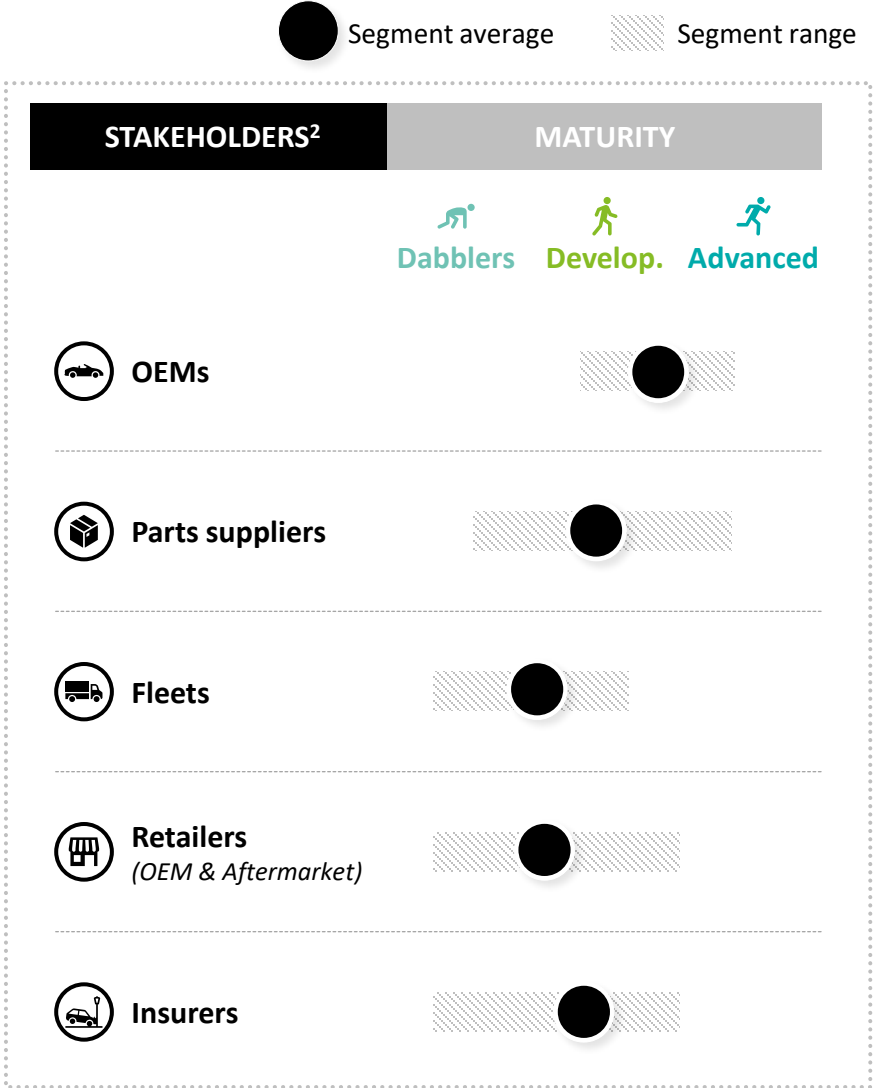 Segment average
Segment range
STAKEHOLDERS²
MATURITY
Dabblers
Develop.
Advanced
OEMs
Parts suppliers
Fleets
Retailers
(OEM & Aftermarket)
Insurers